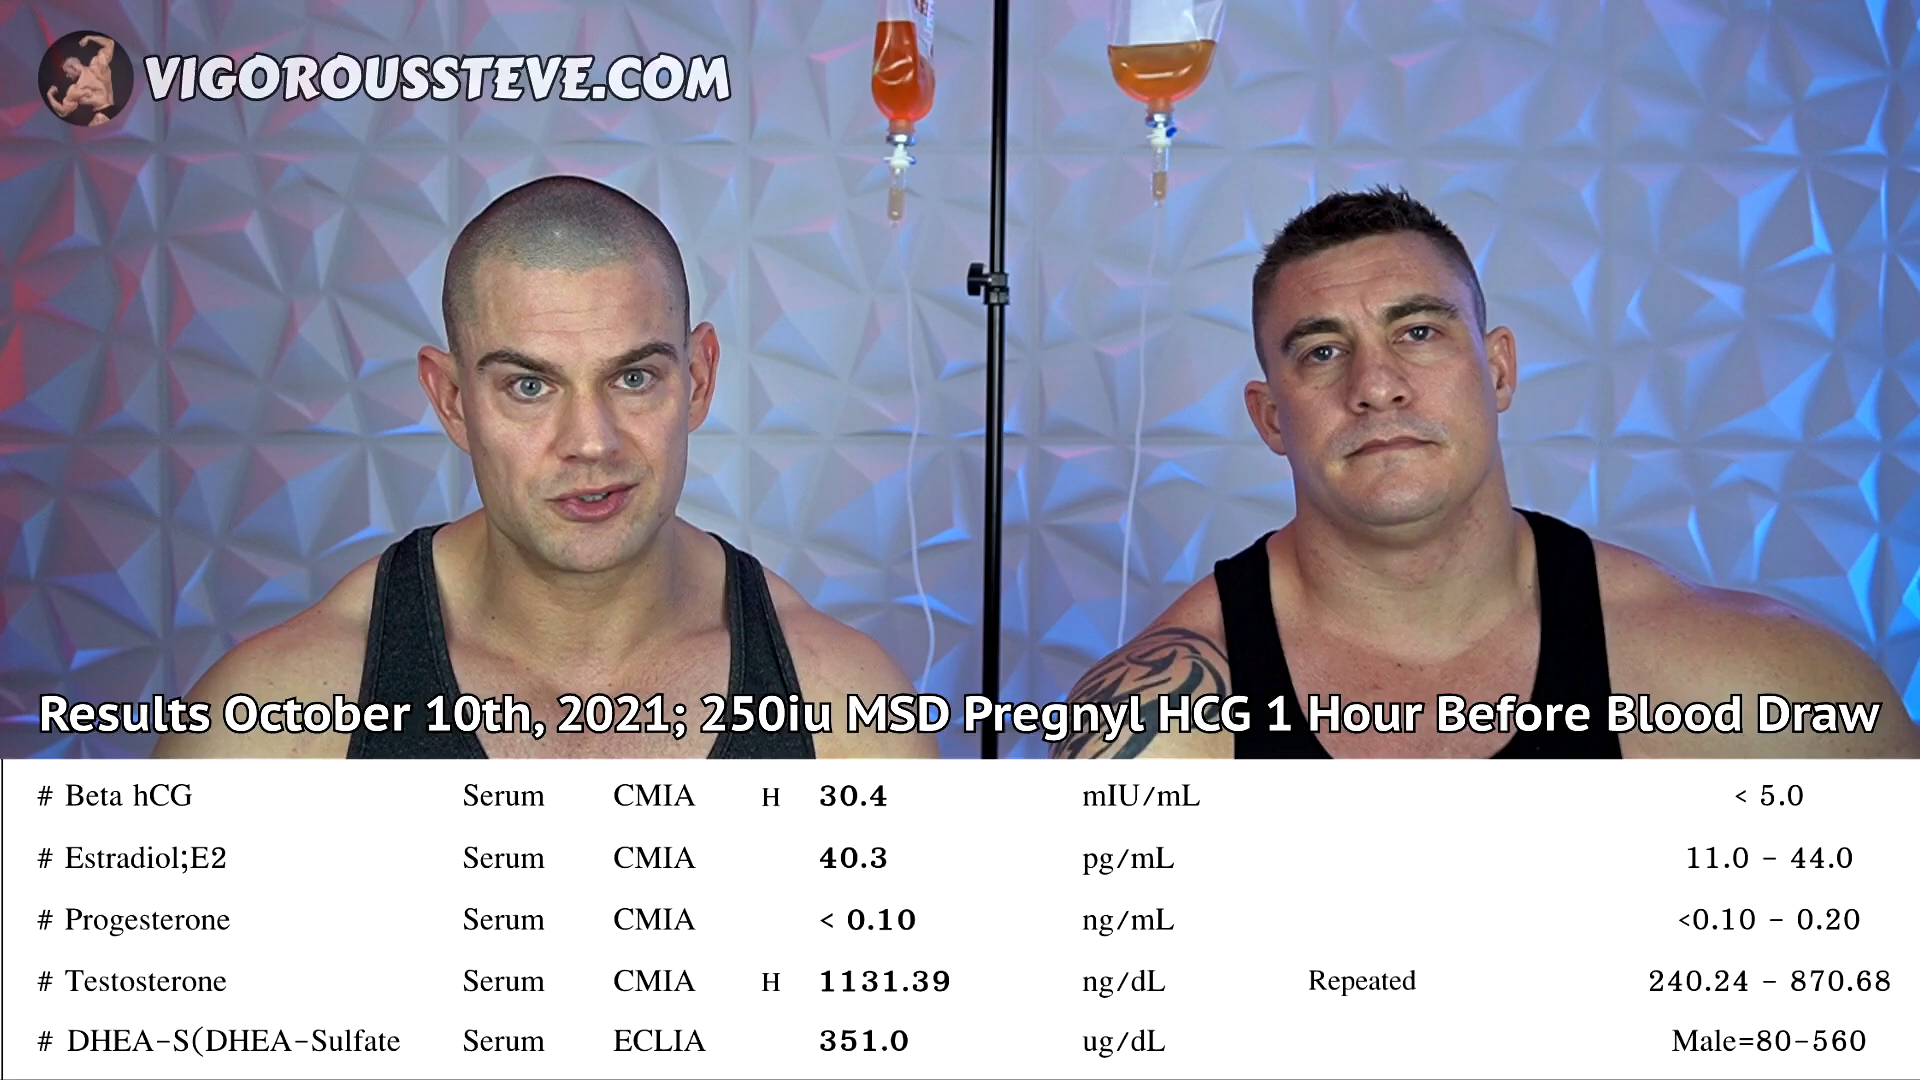 VIGOROUSSTEVE.COM
Results October 10th, 2021; 250iu MSD Pregnyl HCG 1 Hour Before Blood Draw
# Beta hCG Serum CMIA H 30.4 mIU/mL < 5.0
# Estradiol;E2 Serum CMIA 40.3 pg/mL 11.0 - 44.0
# Progesterone Serum CMIA < 0.10 ng/mL <0.10 - 0.20
# Testosterone Serum CMIA H 1131.39 ng/dL Repeated 240.24 - 870.68
# DHEA-S(DHEA-Sulfate Serum ECLIA 351.0 ug/dL Male=80-560